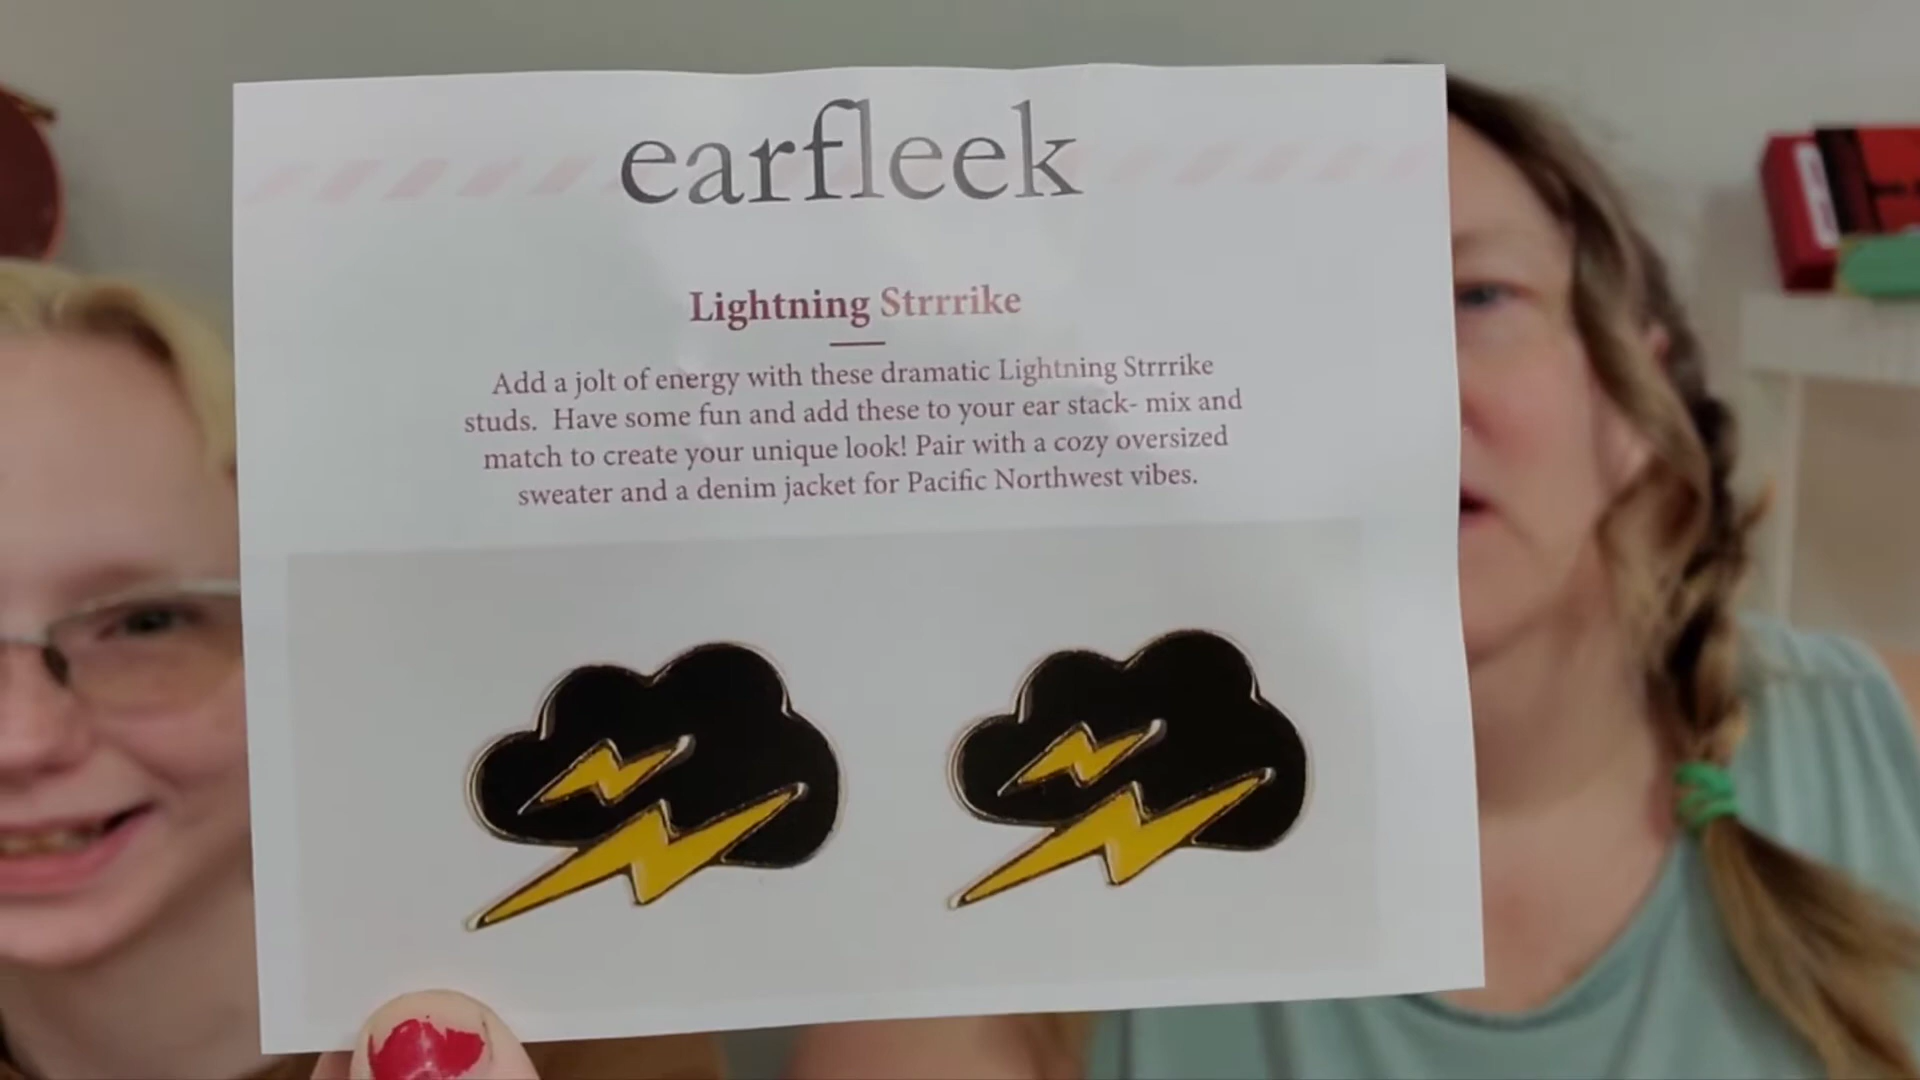 earfleek
Lightning Strrrike
Add a jolt of energy with these dramatic Lightning Strrrike
studs. Have some fun and add these to your ear stack- mix and
match to create your unique look! Pair with a cozy oversized
sweater and a denim jacket for Pacific Northwest vibes.